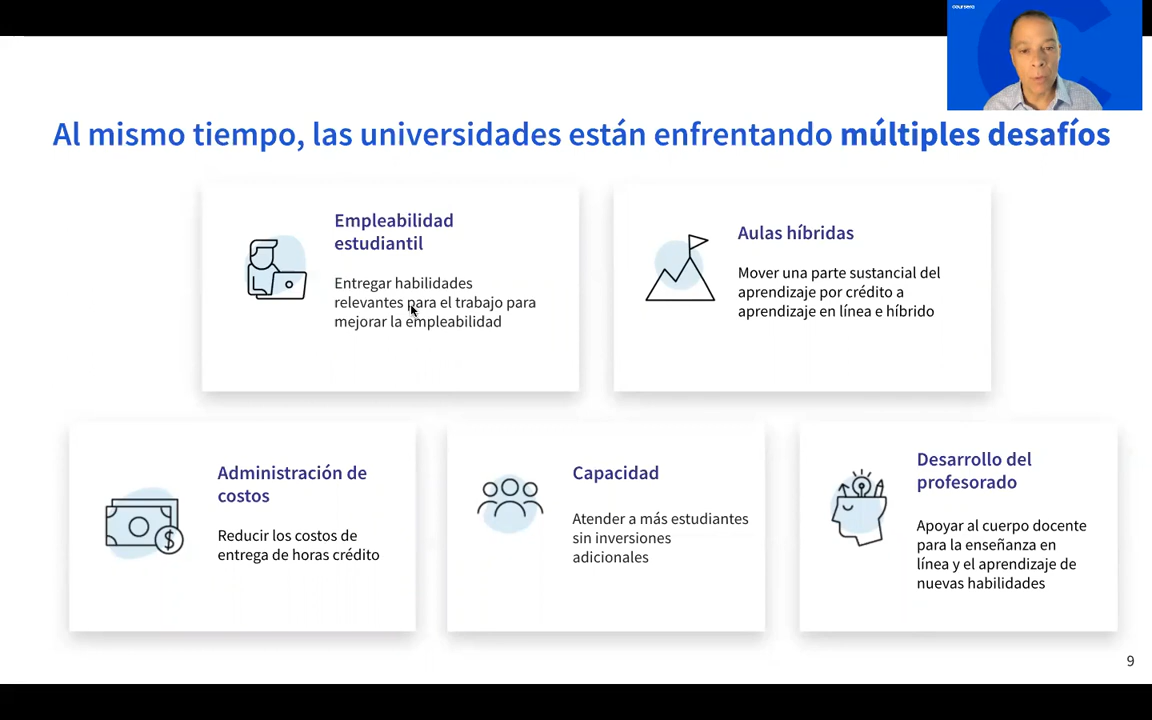 coursera
Al mismo tiempo, las universidades están enfrentando múltiples desafíos
Empleabilidad
estudiantil
Entregar habilidades
relevantes para el trabajo para
mejorar la empleabilidad
Aulas híbridas
Mover una parte sustancial del
aprendizaje por crédito a
aprendizaje en línea e híbrido
Administración de
costos
Reducir los costos de
entrega de horas crédito
Capacidad
Atender a más estudiantes
sin inversiones
adicionales
Desarrollo del
profesorado
Apoyar al cuerpo docente
para la enseñanza en
línea y el aprendizaje de
nuevas habilidades
9